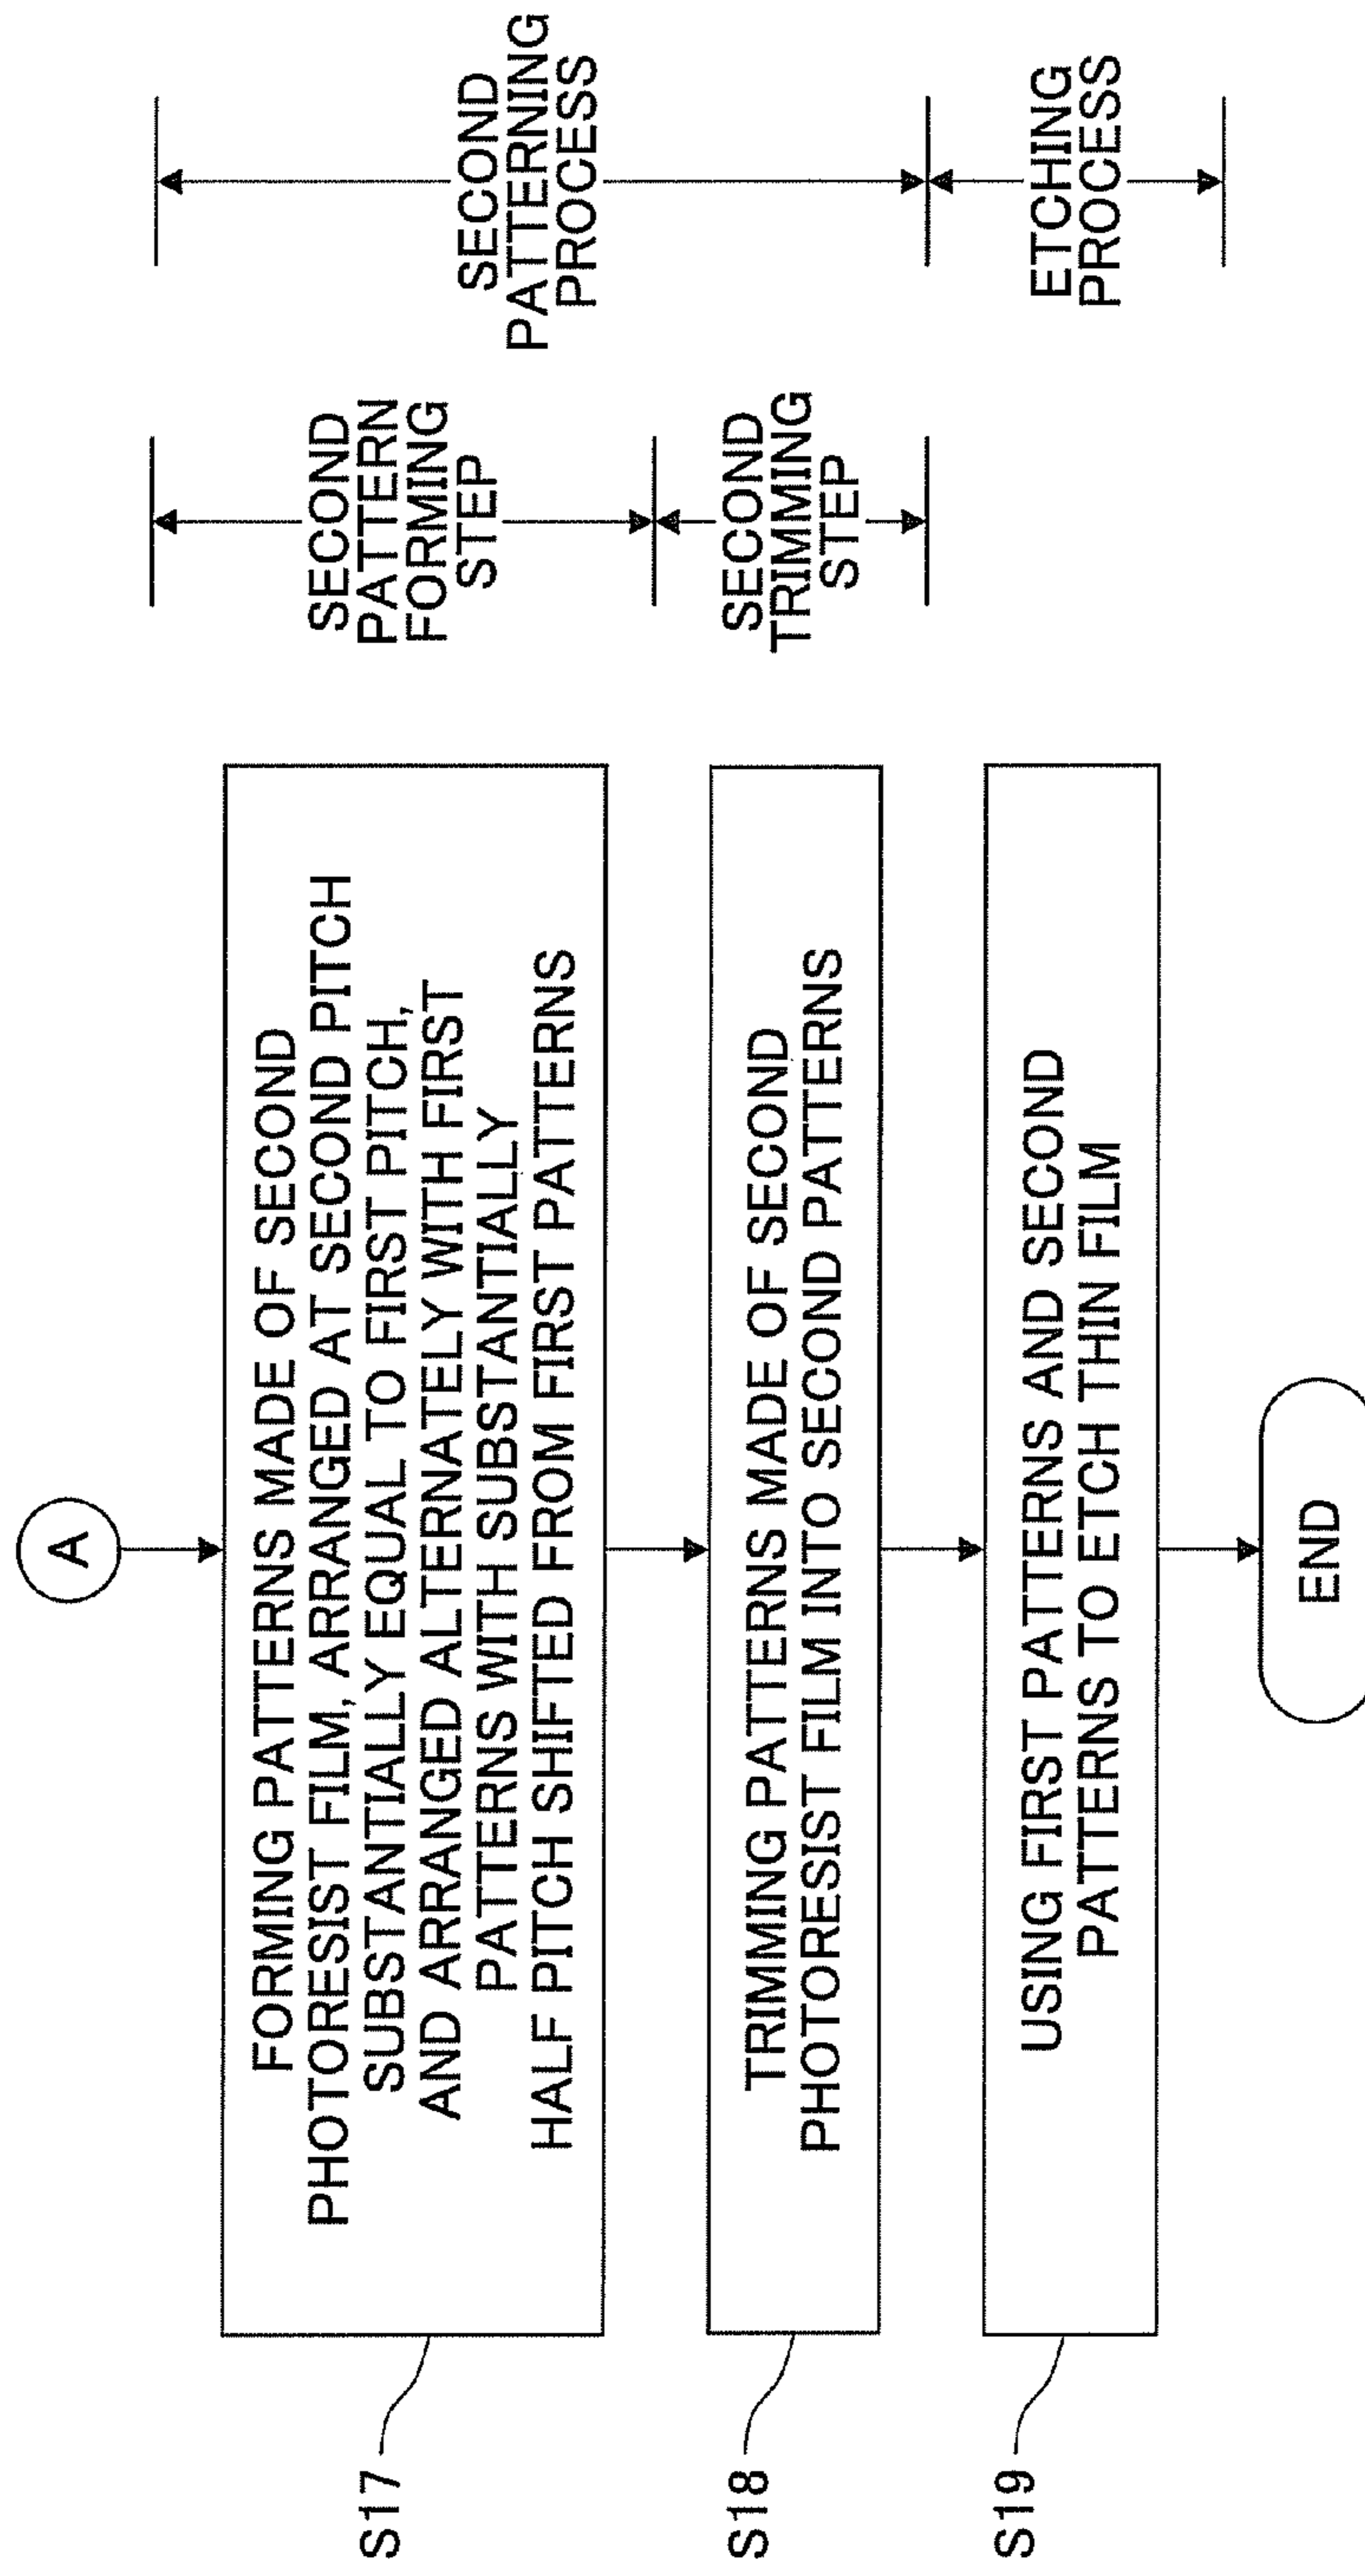 A
S17
FORMING PATTERNS MADE OF SECOND
PHOTORESIST FILM, ARRANGED AT SECOND PITCH
SUBSTANTIALLY EQUAL TO FIRST PITCH,
AND ARRANGED ALTERNATELY WITH FIRST
PATTERNS WITH SUBSTANTIALLY
HALF PITCH SHIFTED FROM FIRST PATTERNS
SECOND
PATTERN
FORMING
STEP
SECOND
PATTERNING
PROCESS
S18
TRIMMING PATTERNS MADE OF SECOND
PHOTORESIST FILM INTO SECOND PATTERNS
SECOND
TRIMMING
STEP
S19
USING FIRST PATTERNS AND SECOND
PATTERNS TO ETCH THIN FILM
ETCHING
PROCESS
END